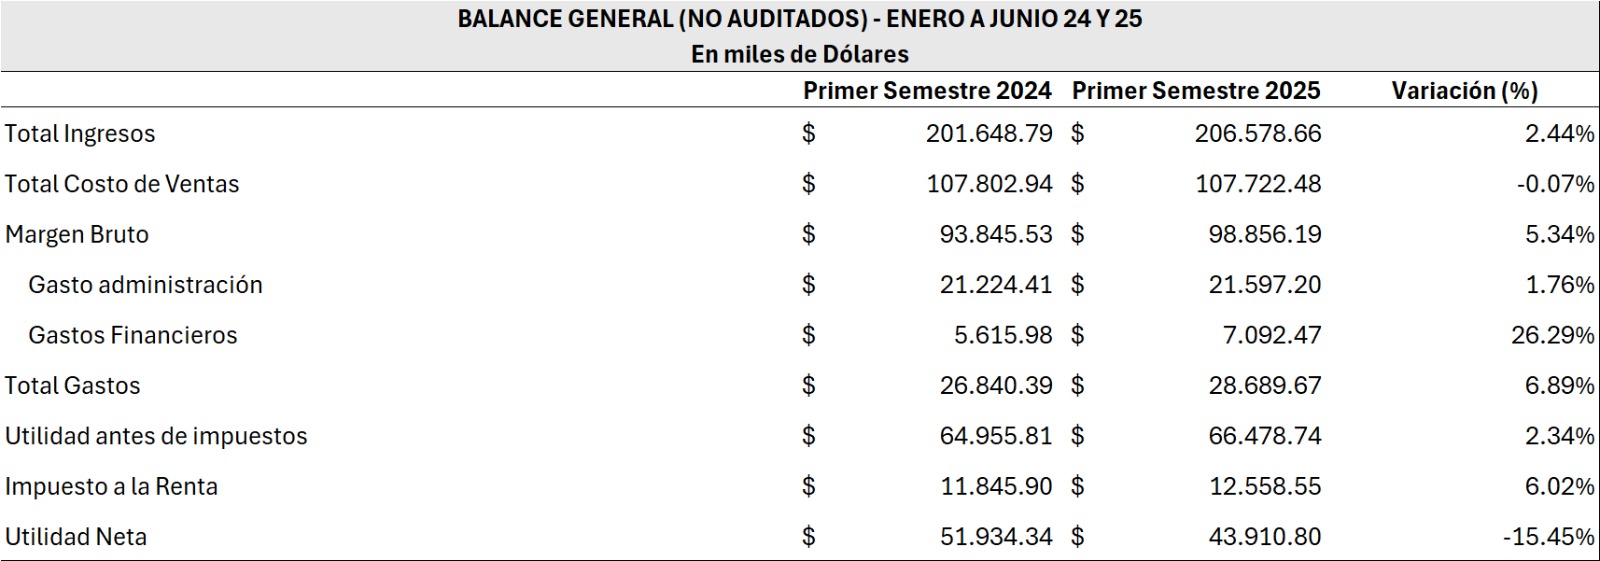 BALANCE GENERAL (NO AUDITADOS) - ENERO A JUNIO 24 Y 25
En miles de Dólares
Primer Semestre 2024 Primer Semestre 2025 Variación (%)
Total Ingresos $ 201.648.79 $ 206.578.66 2.44%
Total Costo de Ventas $ 107.802.94 $ 107.722.48 -0.07%
Margen Bruto $ 93.845.53 $ 98.856.19 5.34%
Gasto administración $ 21.224.41 $ 21.597.20 1.76%
Gastos Financieros $ 5.615.98 $ 7.092.47 26.29%
Total Gastos $ 26.840.39 $ 28.689.67 6.89%
Utilidad antes de impuestos $ 64.955.81 $ 66.478.74 2.34%
Impuesto a la Renta $ 11.845.90 $ 12.558.55 6.02%
Utilidad Neta $ 51.934.34 $ 43.910.80 -15.45%